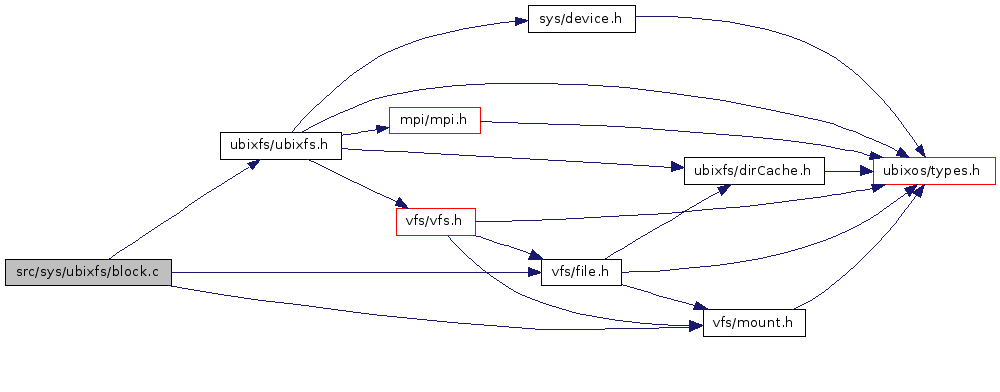 sys/device.h
mpi/mpi.h
ubixfs/ubixfs.h
ubixfs/dirCache.h
ubixos/types.h
vfs/vfs.h
src/sys/ubixfs/block.c
vfs/file.h
vfs/mount.h